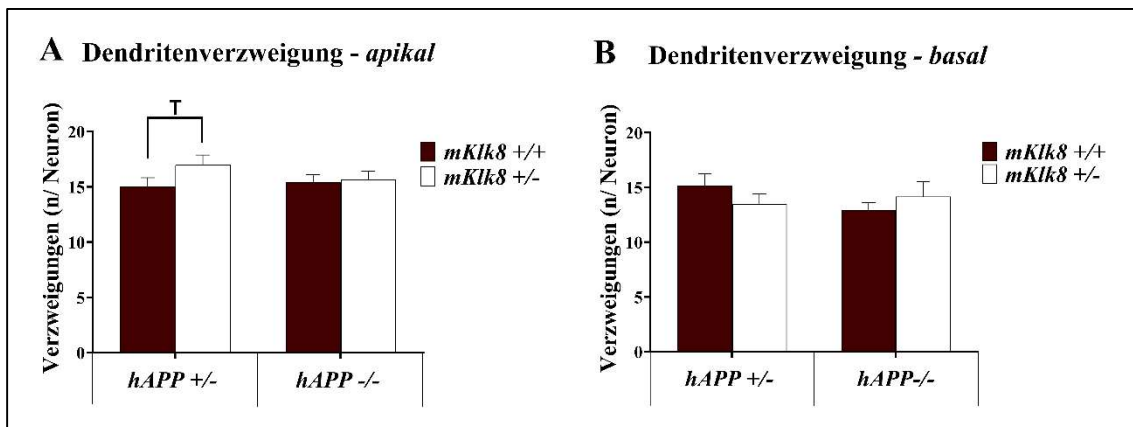 A Dendritenverzweigung - apikal
T
Verzweigungen (n/ Neuron)
20
15
10
5
0
mKlk8 +/+
mKlk8 +/-
hAPP +/-
hAPP -/-
B Dendritenverzweigung - basal
Verzweigungen (n/ Neuron)
20
15
10
5
0
mKlk8 +/+
mKlk8 +/-
hAPP +/-
hAPP-/-